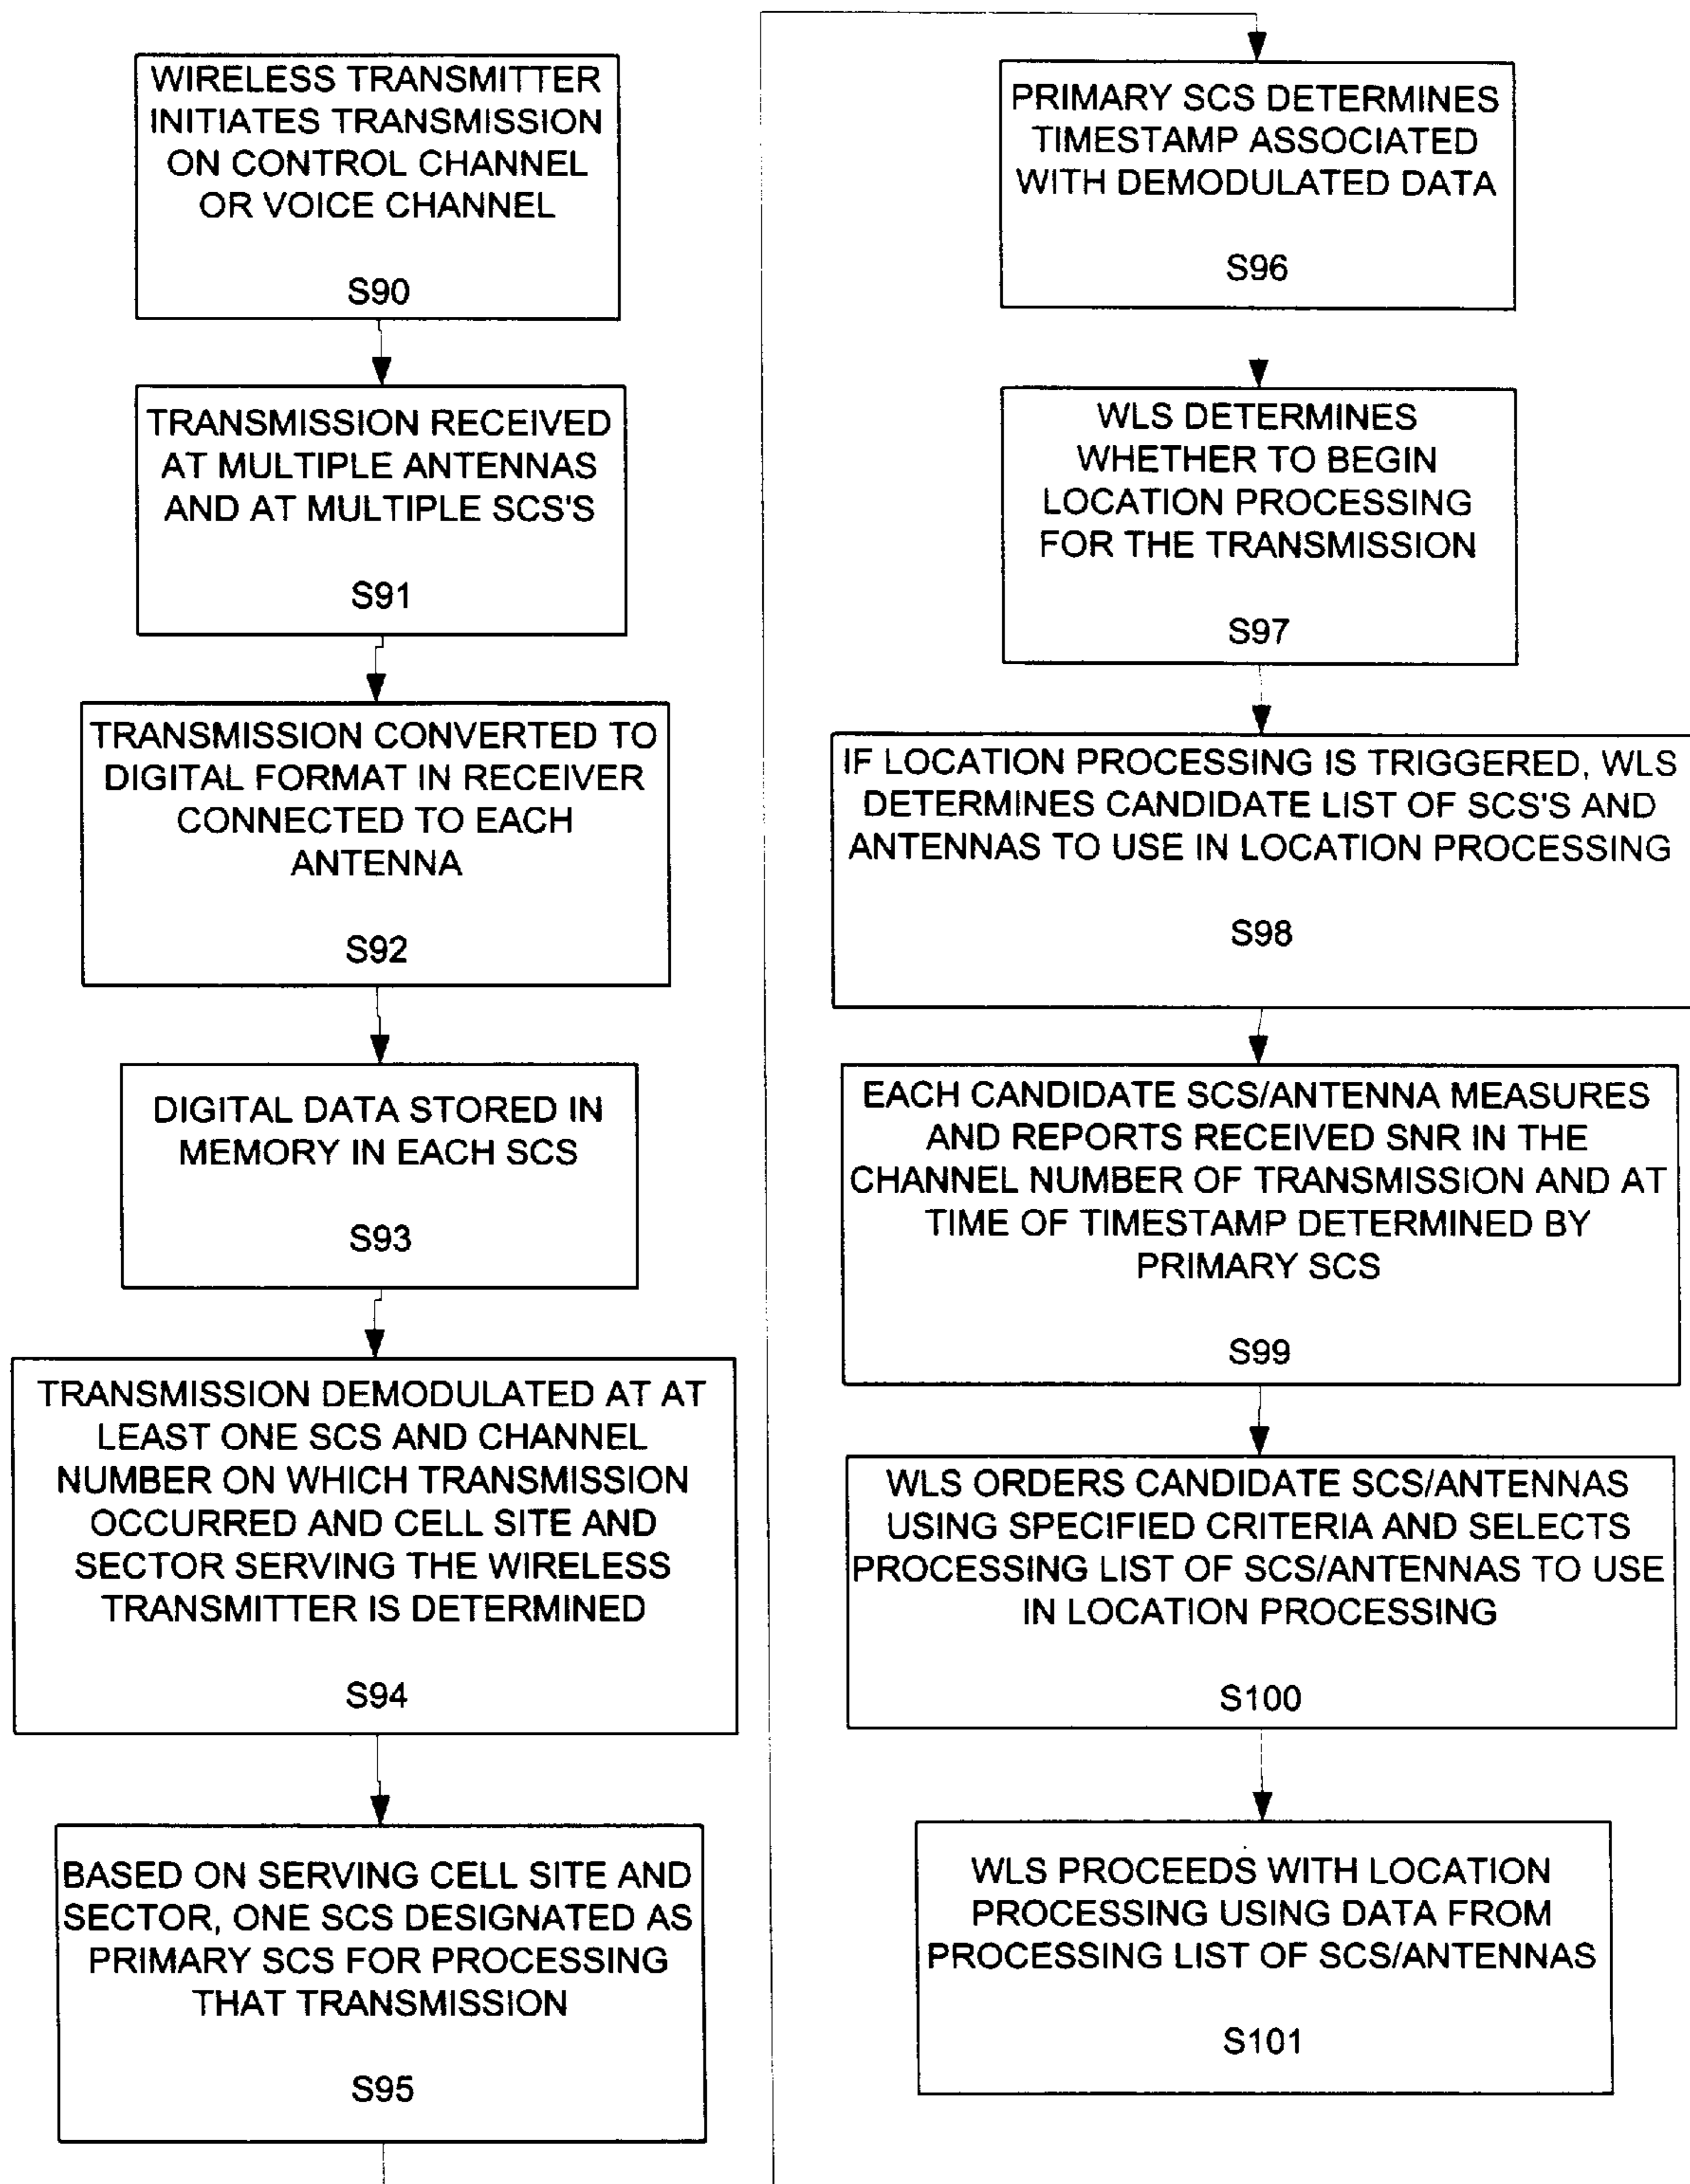 WIRELESS TRANSMITTER
INITIATES TRANSMISSION
ON CONTROL CHANNEL
OR VOICE CHANNEL
S90
TRANSMISSION RECEIVED
AT MULTIPLE ANTENNAS
AND AT MULTIPLE SCS'S
S91
TRANSMISSION CONVERTED TO
DIGITAL FORMAT IN RECEIVER
CONNECTED TO EACH
ANTENNA
S92
DIGITAL DATA STORED IN
MEMORY IN EACH SCS
S93
TRANSMISSION DEMODULATED AT AT
LEAST ONE SCS AND CHANNEL
NUMBER ON WHICH TRANSMISSION
OCCURRED AND CELL SITE AND
SECTOR SERVING THE WIRELESS
TRANSMITTER IS DETERMINED
S94
BASED ON SERVING CELL SITE AND
SECTOR, ONE SCS DESIGNATED AS
PRIMARY SCS FOR PROCESSING
THAT TRANSMISSION
S95
PRIMARY SCS DETERMINES
TIMESTAMP ASSOCIATED
WITH DEMODULATED DATA
S96
WLS DETERMINES
WHETHER TO BEGIN
LOCATION PROCESSING
FOR THE TRANSMISSION
S97
IF LOCATION PROCESSING IS TRIGGERED, WLS
DETERMINES CANDIDATE LIST OF SCS'S AND
ANTENNAS TO USE IN LOCATION PROCESSING
S98
EACH CANDIDATE SCS/ANTENNA MEASURES
AND REPORTS RECEIVED SNR IN THE
CHANNEL NUMBER OF TRANSMISSION AND AT
TIME OF TIMESTAMP DETERMINED BY
PRIMARY SCS
S99
WLS ORDERS CANDIDATE SCS/ANTENNAS
USING SPECIFIED CRITERIA AND SELECTS
PROCESSING LIST OF SCS/ANTENNAS TO USE
IN LOCATION PROCESSING
S100
WLS PROCEEDS WITH LOCATION
PROCESSING USING DATA FROM
PROCESSING LIST OF SCS/ANTENNAS
S101